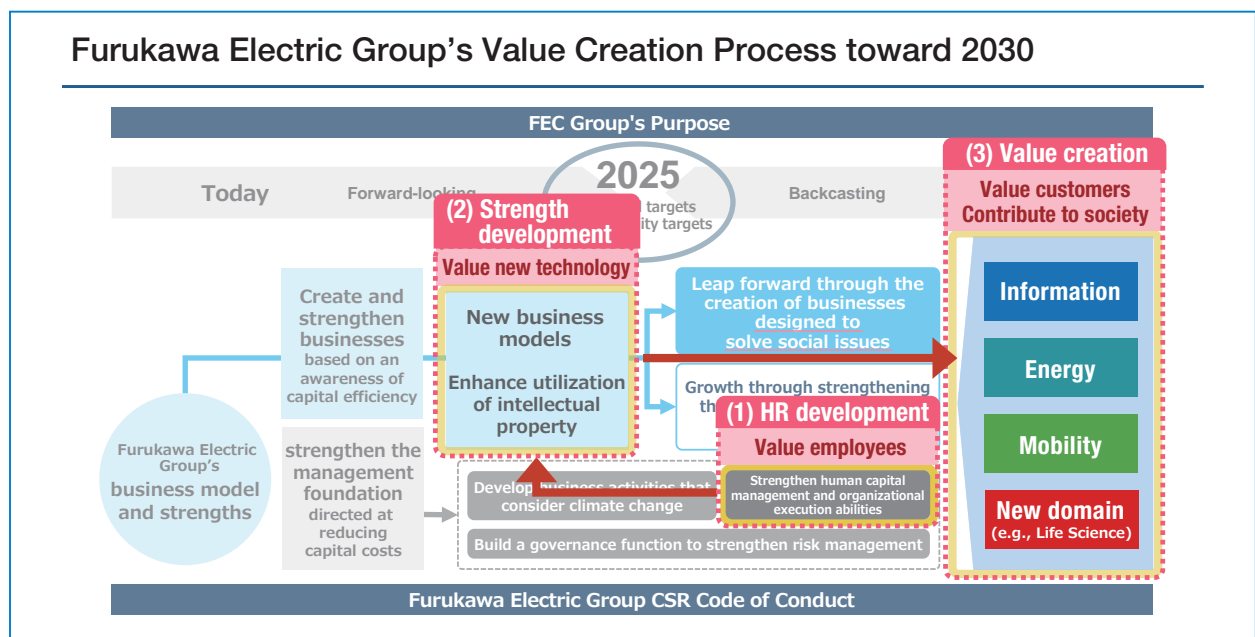 Furukawa Electric Group's Value Creation Process toward 2030
FEC Group's Purpose
Today
Forward-looking
2025
targets
ity targets
Backcasting
(3) Value creation
Value customers
Contribute to society
Information
Energy
Mobility
New domain
(e.g., Life Science)
(2) Strength
development
Value new technology
New business
models
Enhance utilization
of intellectual
property
Create and
strengthen
businesses
based on an
awareness of
capital efficiency
Leap forward through the
creation of businesses
designed to
solve social issues
Growth through strengthening
(1) HR development
Value employees
Strengthen human capital
management and organizational
execution abilities
Furukawa Electric
Group's
business model
and strengths
strengthen the
management
foundation
directed at
reducing
capital costs
Develop business activities that
consider climate change
Build a governance function to strengthen risk management
Furukawa Electric Group CSR Code of Conduct